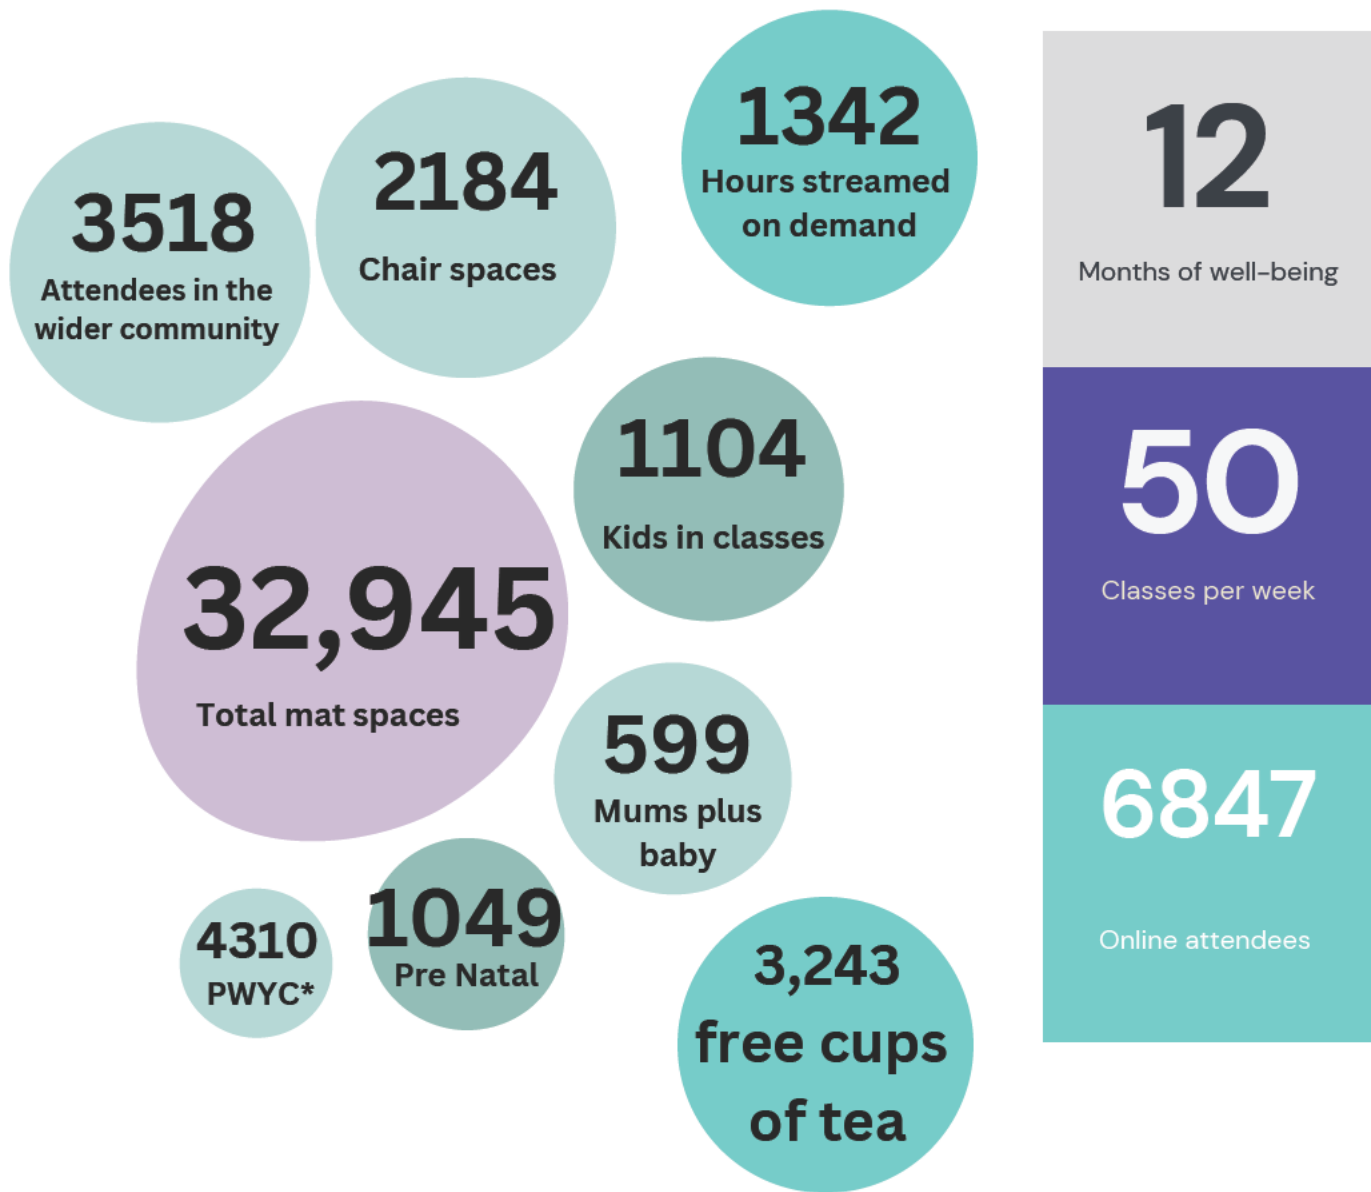 1342
Hours streamed
on demand
2184
Chair spaces
3518
Attendees in the
wider community
1104
Kids in classes
32,945
Total mat spaces
599
Mums plus
baby
1049
Pre Natal
4310
PWYC*
3,243
free cups
of tea
12
Months of well-being
50
Classes per week
6847
Online attendees